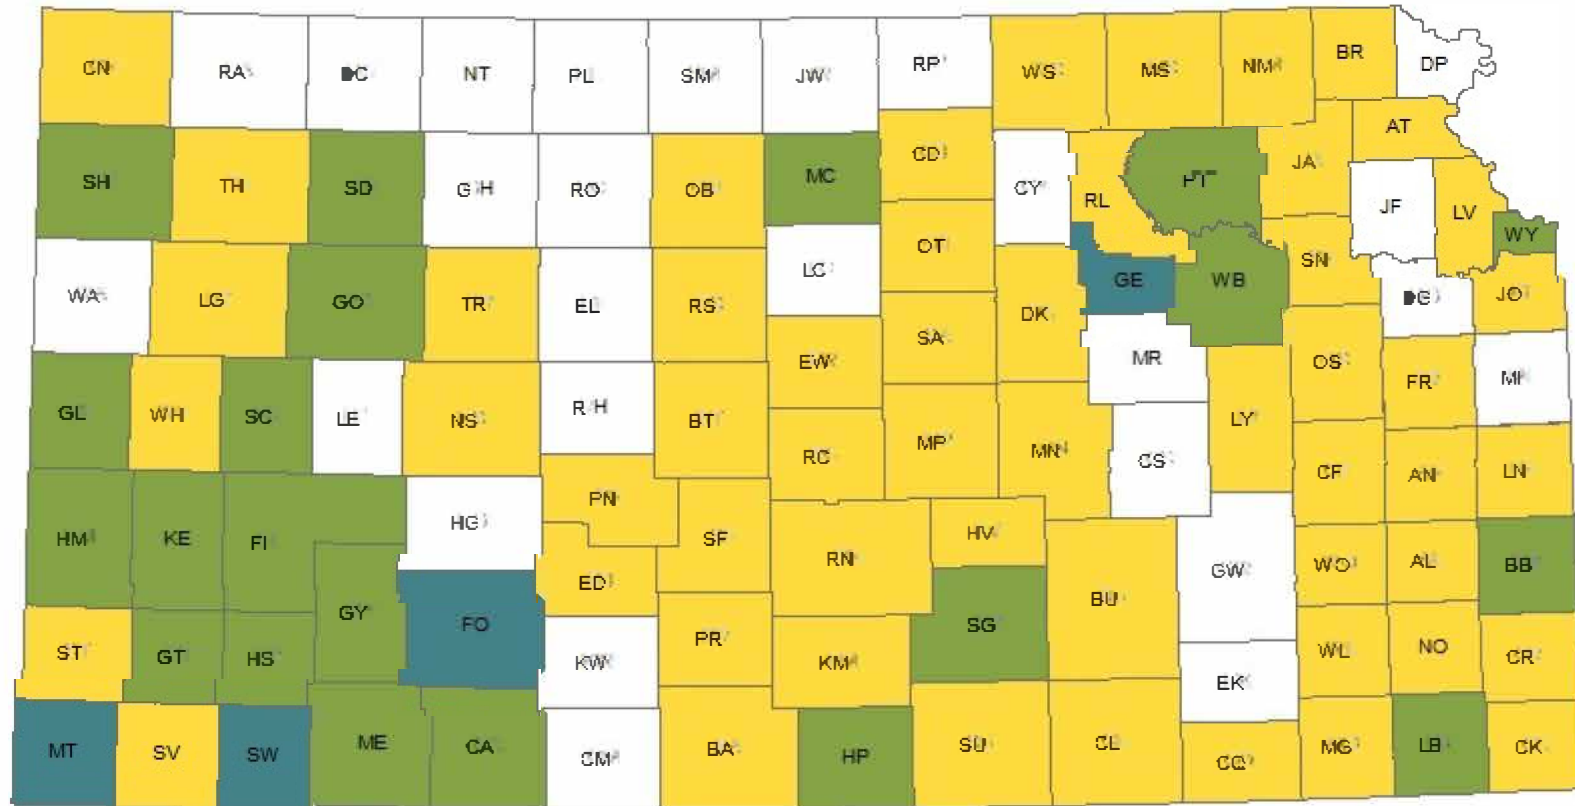 CN RA DC NT PL SM JW RP WS MS NM BR DP
SH TH SD GH RO OB MC CD CY RL PT JA AT JF LV WY
WA LG GO TR EL RS LC OT DK GE WB SN DG JO
GL WH SC LE NS RH BT EW SA MR OS FR MI
RC MP MN CS LY CF AN LN
HM KE FI HG PN SF RN HV GW WO AL BB
ED GY FO SG BU
ST GT HS KW PR KM EK WL NO CR
MT SV SW ME CA CM BA HP SU CL CQ MG LB CK